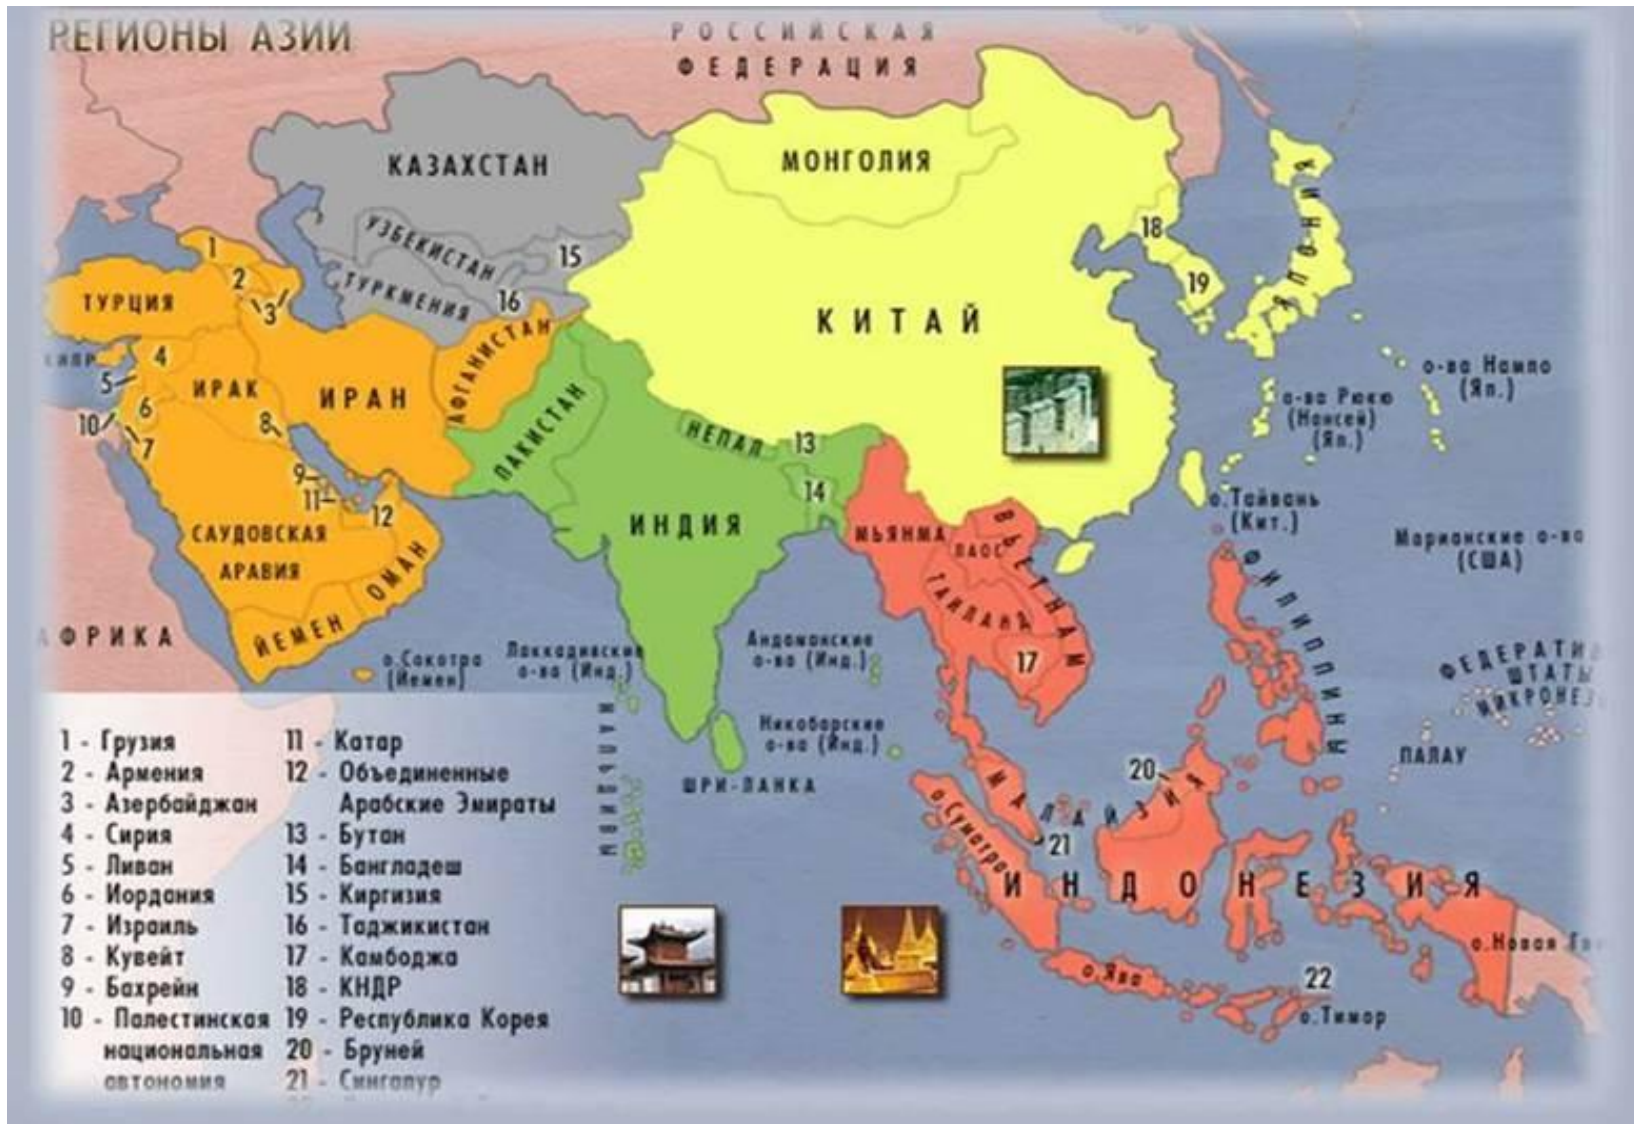 РЕГИОНЫ АЗИИ
РОССИЙСКАЯ
ФЕДЕРАЦИЯ
КАЗАХСТАН
МОНГОЛИЯ
ЯПОНИЯ
УЗБЕКИСТАН
15
18
1
2
3
ТУРКМЕНИЯ
16
19
ТУРЦИЯ
КИТАЙ
АФГАНИСТАН
КИПР
4
5
ИРАК
ИРАН
6
10
7
8
ПАКИСТАН
НЕПАЛ
13
14
о-ва Нампо
(Яп.)
о-ва Рюкю
(Нансей)
(Яп.)
9
11
12
о.Тайвань
(Кит.)
САУДОВСКАЯ
АРАВИЯ
ОМАН
ЙЕМЕН
ИНДИЯ
МЬЯНМА
ЛАОС
ВЬЕТНАМ
ТАИЛАНД
17
ФИЛИППИНЫ
Марианские о-ва
(США)
АФРИКА
о.Сокотра
(Йемен)
Лаккадивские
о-ва (Инд.)
Андаманские
о-ва (Инд.)
Никобарские
о-ва (Инд.)
МАЛЬДИВЫ
ШРИ-ЛАНКА
ФЕДЕРАТИВ
ШТАТЫ
МИКРОНЕЗ
ПАЛАУ
20
МАЛАЙЗИЯ
21
о.Суматра
ИНДОНЕЗИЯ
о.Новая Гви
о.Ява
22
о.Тимор
1 - Грузия
2 - Армения
3 - Азербайджан
4 - Сирия
5 - Ливан
6 - Иордания
7 - Израиль
8 - Кувейт
9 - Бахрейн
10 - Палестинская
национальная
автономия
11 - Катар
12 - Объединенные
Арабские Эмираты
13 - Бутан
14 - Бангладеш
15 - Киргизия
16 - Таджикистан
17 - Камбоджа
18 - КНДР
19 - Республика Корея
20 - Бруней
21 - Сингапур